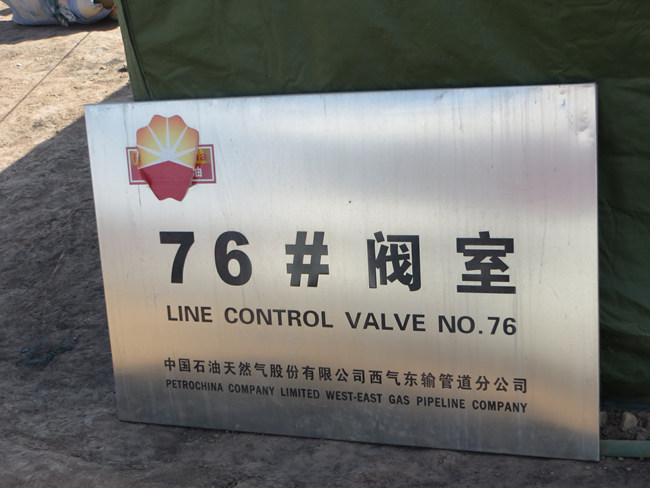 76#阀室
LINE CONTROL VALVE NO.76
中国石油天然气股份有限公司西气东输管道分公司
PETROCHINA COMPANY LIMITED WEST-EAST GAS PIPELINE COMPANY